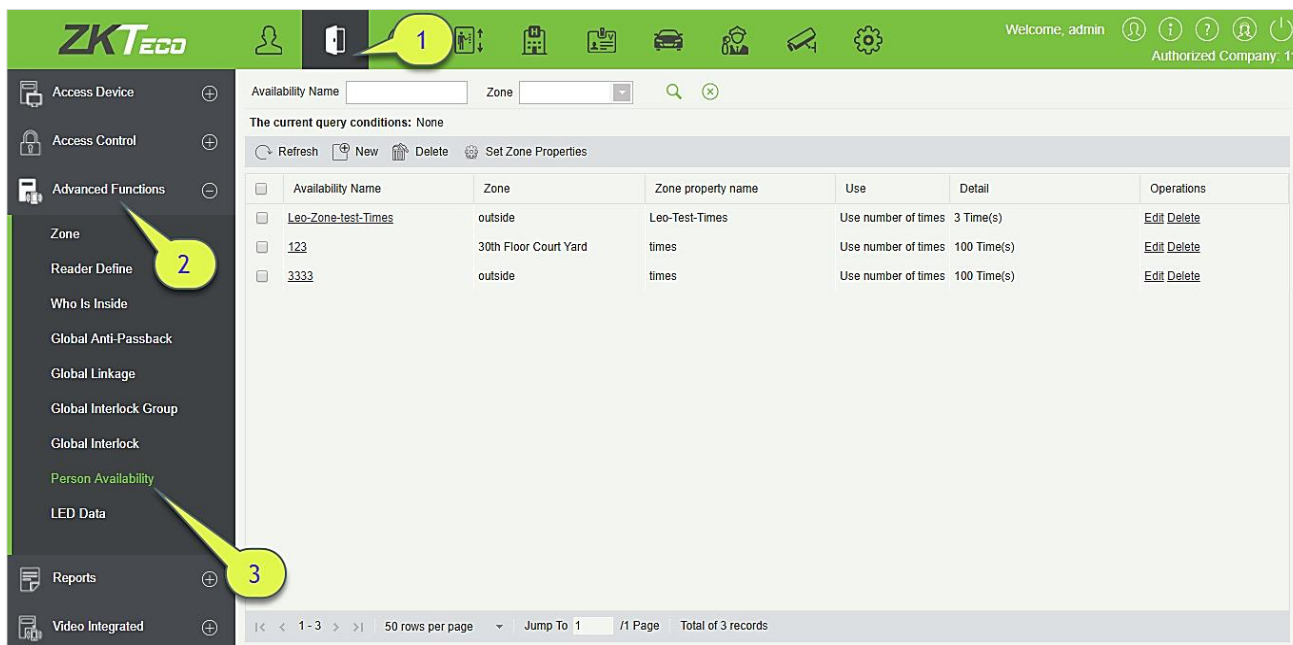 ZKTECO
1
Welcome, admin
Authorized Company: 1
Access Device
Access Control
Advanced Functions
Zone
2
Reader Define
Who Is Inside
Global Anti-Passback
Global Linkage
Global Interlock Group
Global Interlock
Person Availability
LED Data
3
Reports
Video Integrated
Availability Name Zone
The current query conditions: None
Refresh New Delete Set Zone Properties
Availability Name Zone Zone property name Use Detail Operations
Leo-Zone-test-Times outside Leo-Test-Times Use number of times 3 Time(s) Edit Delete
123 30th Floor Court Yard times Use number of times 100 Time(s) Edit Delete
3333 outside times Use number of times 100 Time(s) Edit Delete
|< < 1 - 3 > >| 50 rows per page Jump To 1 /1 Page Total of 3 records